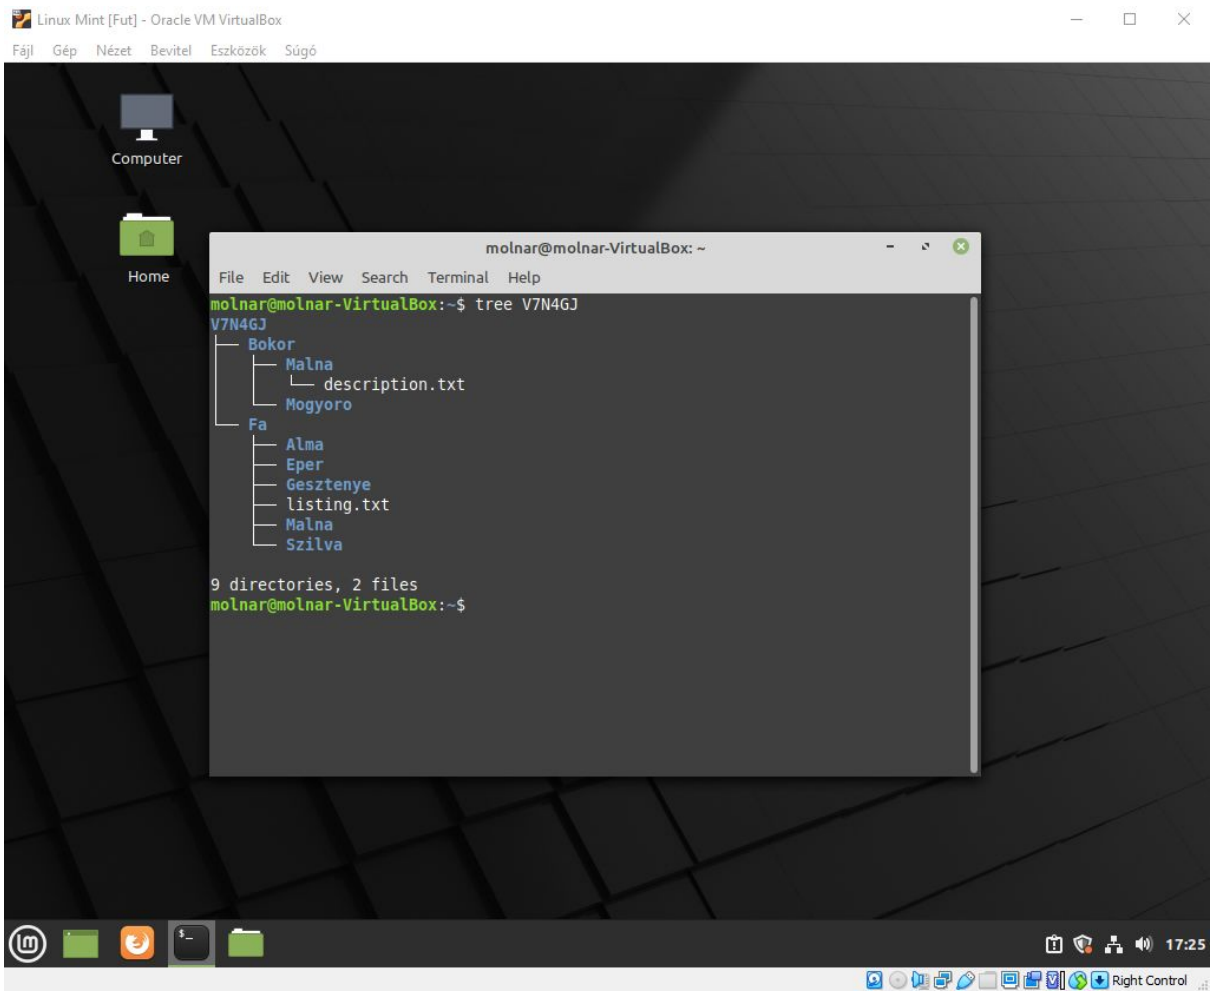 Linux Mint [Fut] - Oracle VM VirtualBox
Fájl Gép Nézet Bevitel Eszközök Súgó
Computer
Home
molnar@molnar-VirtualBox: ~
File Edit View Search Terminal Help
molnar@molnar-VirtualBox:~$ tree V7N4GJ
V7N4GJ
├── Bokor
│   ├── Malna
│   │   └── description.txt
│   └── Mogyoro
└── Fa
    ├── Alma
    ├── Eper
    ├── Gesztenye
    ├── listing.txt
    ├── Malna
    └── Szilva
9 directories, 2 files
molnar@molnar-VirtualBox:~$
$_
17:25
Right Control